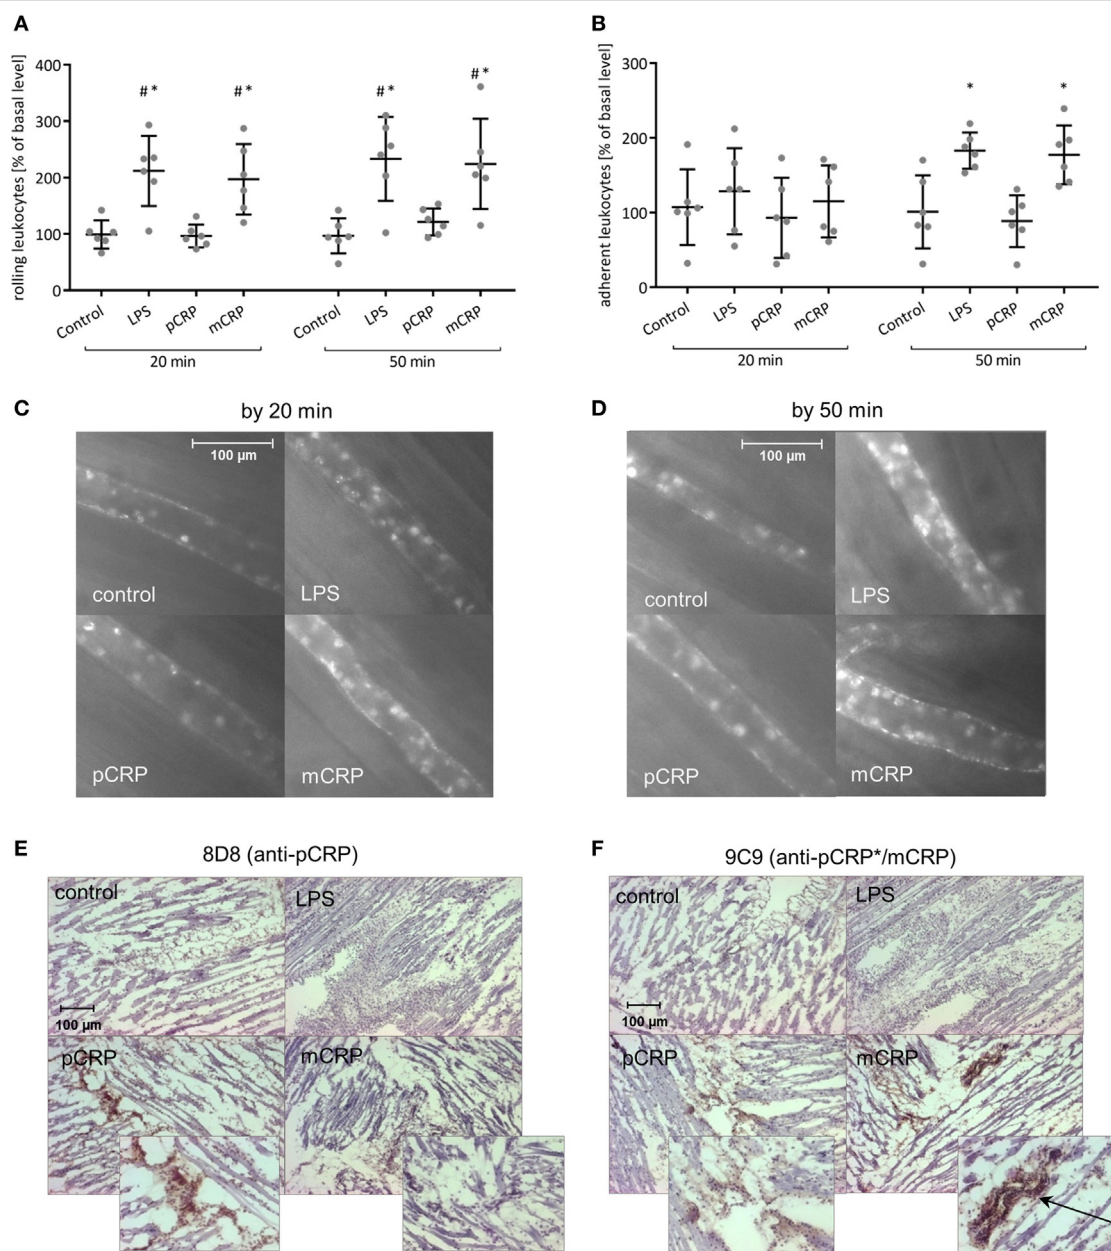 A
B
rolling leukocytes [% of basal level]
400
300
200
100
0
# *
# *
# *
# *
Control
LPS
pCRP
mCRP
Control
LPS
pCRP
mCRP
20 min
50 min
adherent leukocytes [% of basal level]
300
200
100
0
*
*
Control
LPS
pCRP
mCRP
Control
LPS
pCRP
mCRP
20 min
50 min
C
by 20 min
100 µm
control
LPS
pCRP
mCRP
D
by 50 min
100 µm
control
LPS
pCRP
mCRP
E
8D8 (anti-pCRP)
control
LPS
100 µm
pCRP
mCRP
F
9C9 (anti-pCRP*/mCRP)
control
LPS
100 µm
pCRP
mCRP